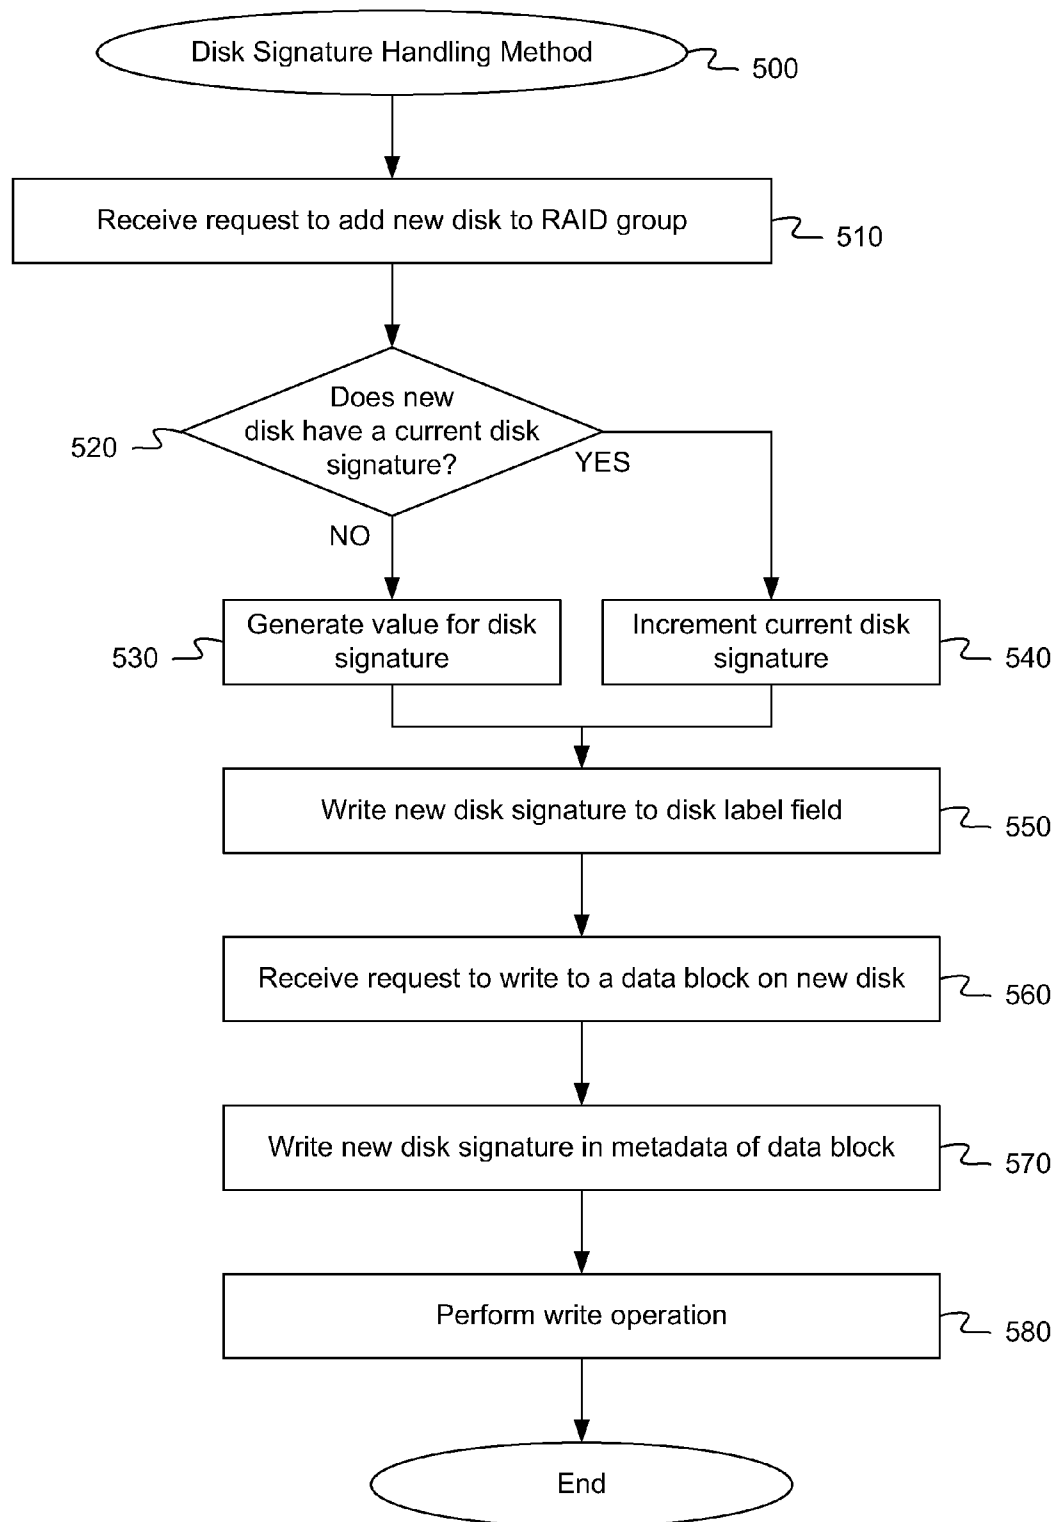 Disk Signature Handling Method
500
Receive request to add new disk to RAID group
510
Does new
disk have a current disk
signature?
520
YES
NO
Generate value for disk
signature
530
Increment current disk
signature
540
Write new disk signature to disk label field
550
Receive request to write to a data block on new disk
560
Write new disk signature in metadata of data block
570
Perform write operation
580
End